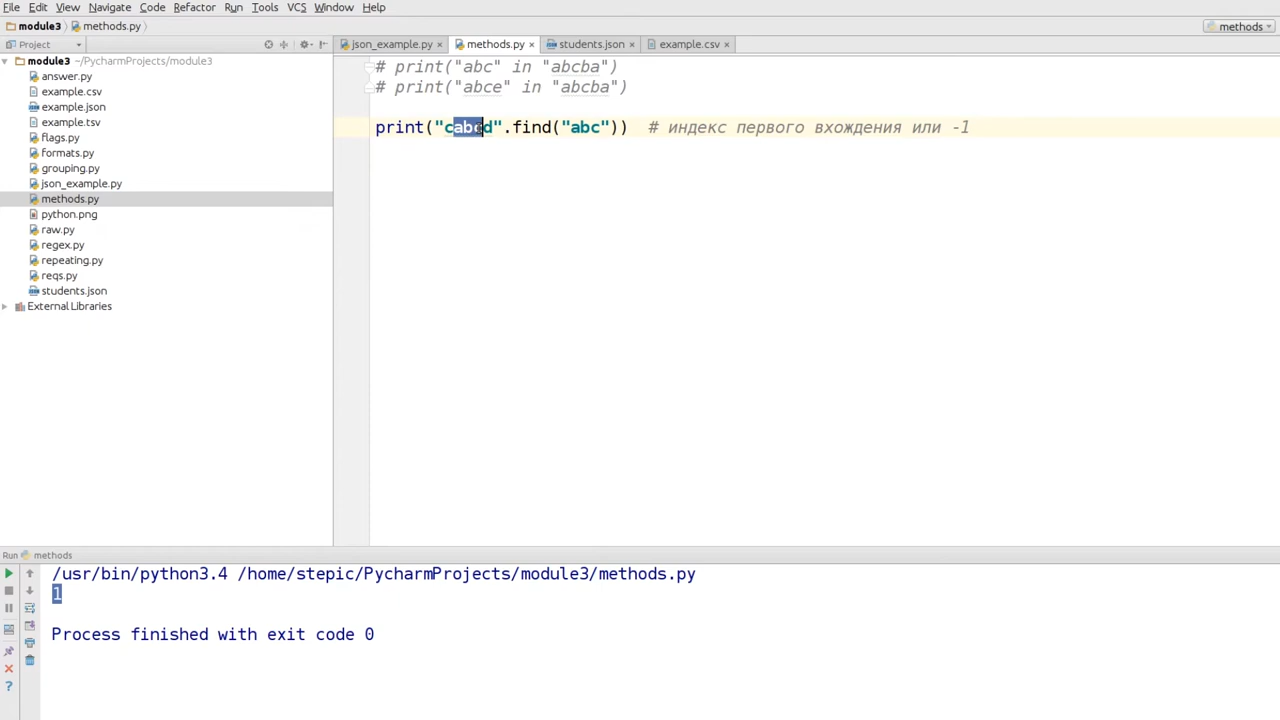 File Edit View Navigate Code Refactor Run Tools VCS Window Help
module3 methods.py methods
Project json_example.py methods.py students.json example.csv
module3 ~/PycharmProjects/module3
answer.py
example.csv
example.json
example.tsv
flags.py
formats.py
grouping.py
json_example.py
methods.py
python.png
raw.py
regex.py
repeating.py
reqs.py
students.json
External Libraries
# print("abc" in "abcba")
# print("abce" in "abcba")
print("cabcd".find("abc")) # индекс первого вхождения или -1
Run methods
/usr/bin/python3.4 /home/stepic/PycharmProjects/module3/methods.py
1
Process finished with exit code 0